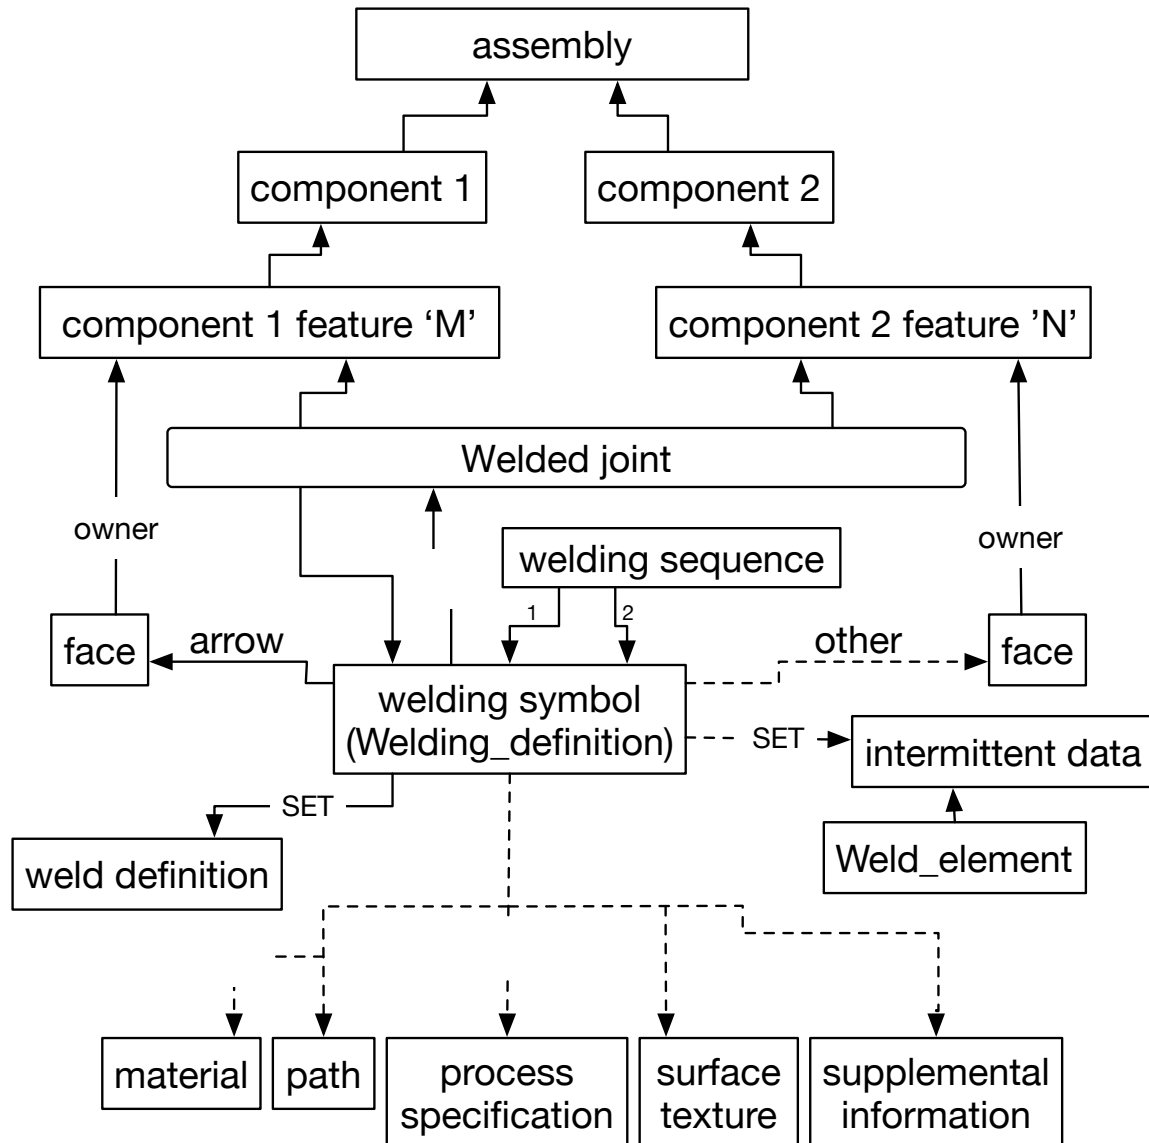 assembly
component 1
component 2
component 1 feature ‘M’
component 2 feature ’N’
Welded joint
owner
welding sequence
owner
1
2
face
arrow
other
face
welding symbol
(Welding_definition)
SET
intermittent data
SET
weld definition
Weld_element
material
path
process
specification
surface
texture
supplemental
information